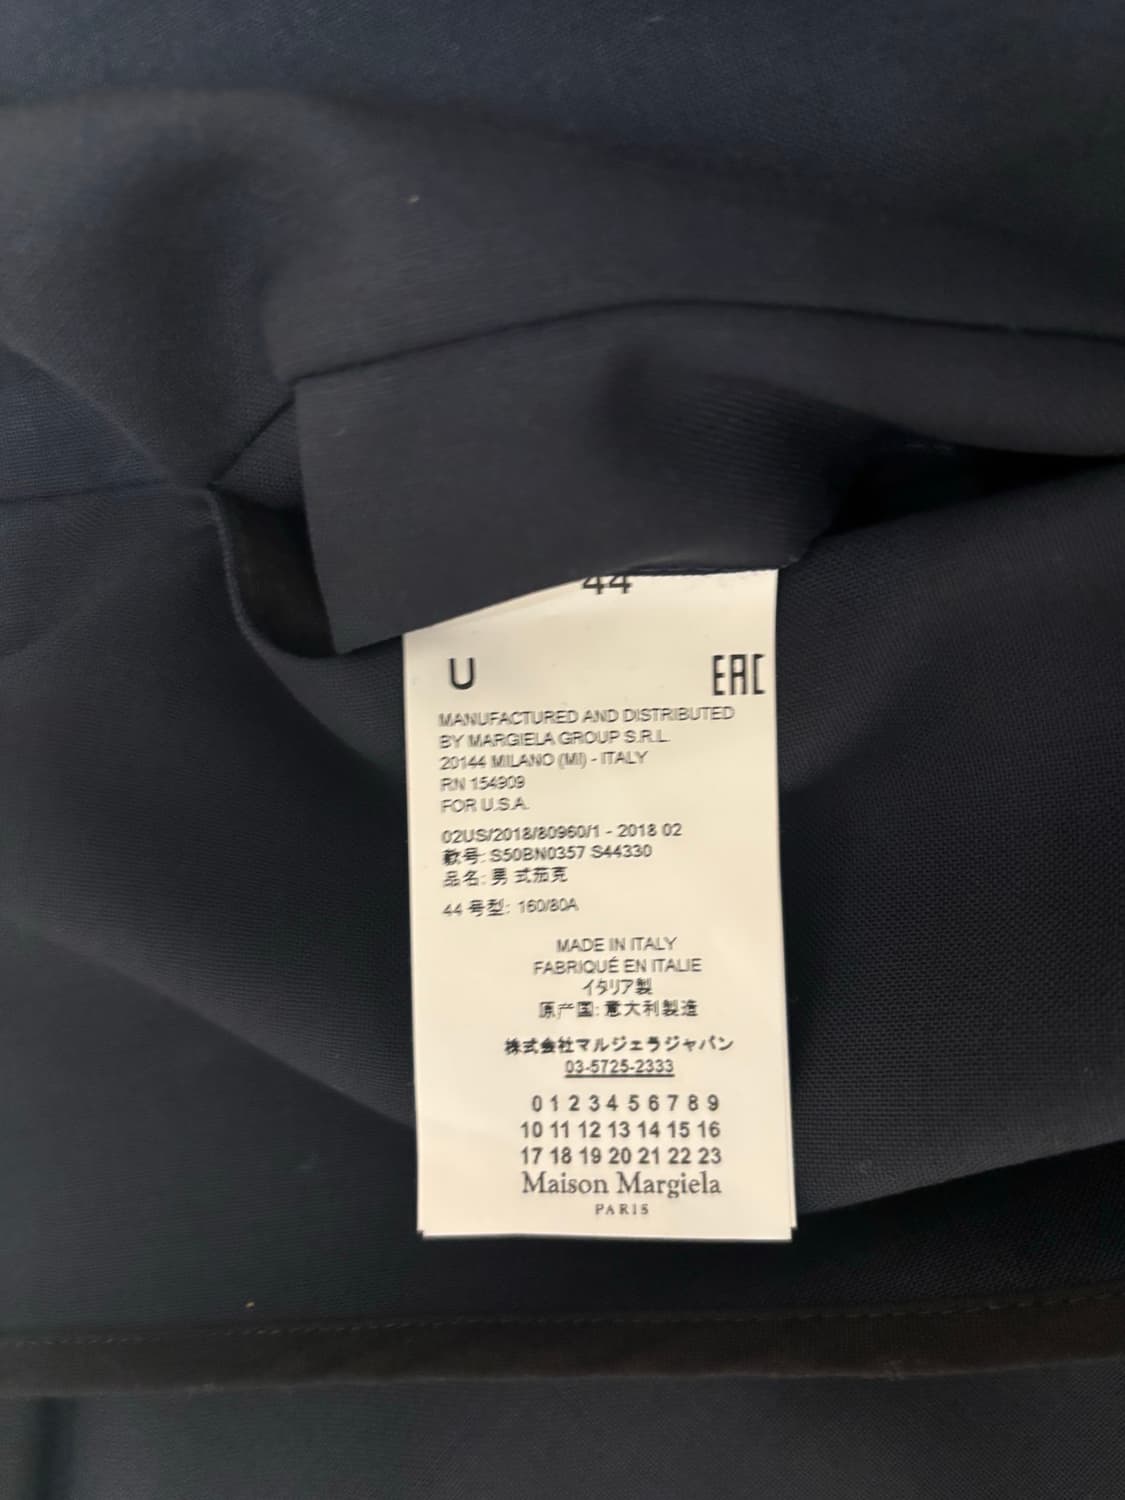 44
U
EAC
MANUFACTURED AND DISTRIBUTED
BY MARGIELA GROUP S.R.L.
20144 MILANO (MI) - ITALY
RN 154909
FOR U.S.A.
02US/2018/80960/1 - 2018 02
款号: S50BN0357 S44330
品名: 男 式茄克
44 号型: 160/80A
MADE IN ITALY
FABRIQUÉ EN ITALIE
イタリア製
原产国: 意大利製造
株式会社マルジェラジャパン
03-5725-2333
0 1 2 3 4 5 6 7 8 9
10 11 12 13 14 15 16
17 18 19 20 21 22 23
Maison Margiela
PARIS